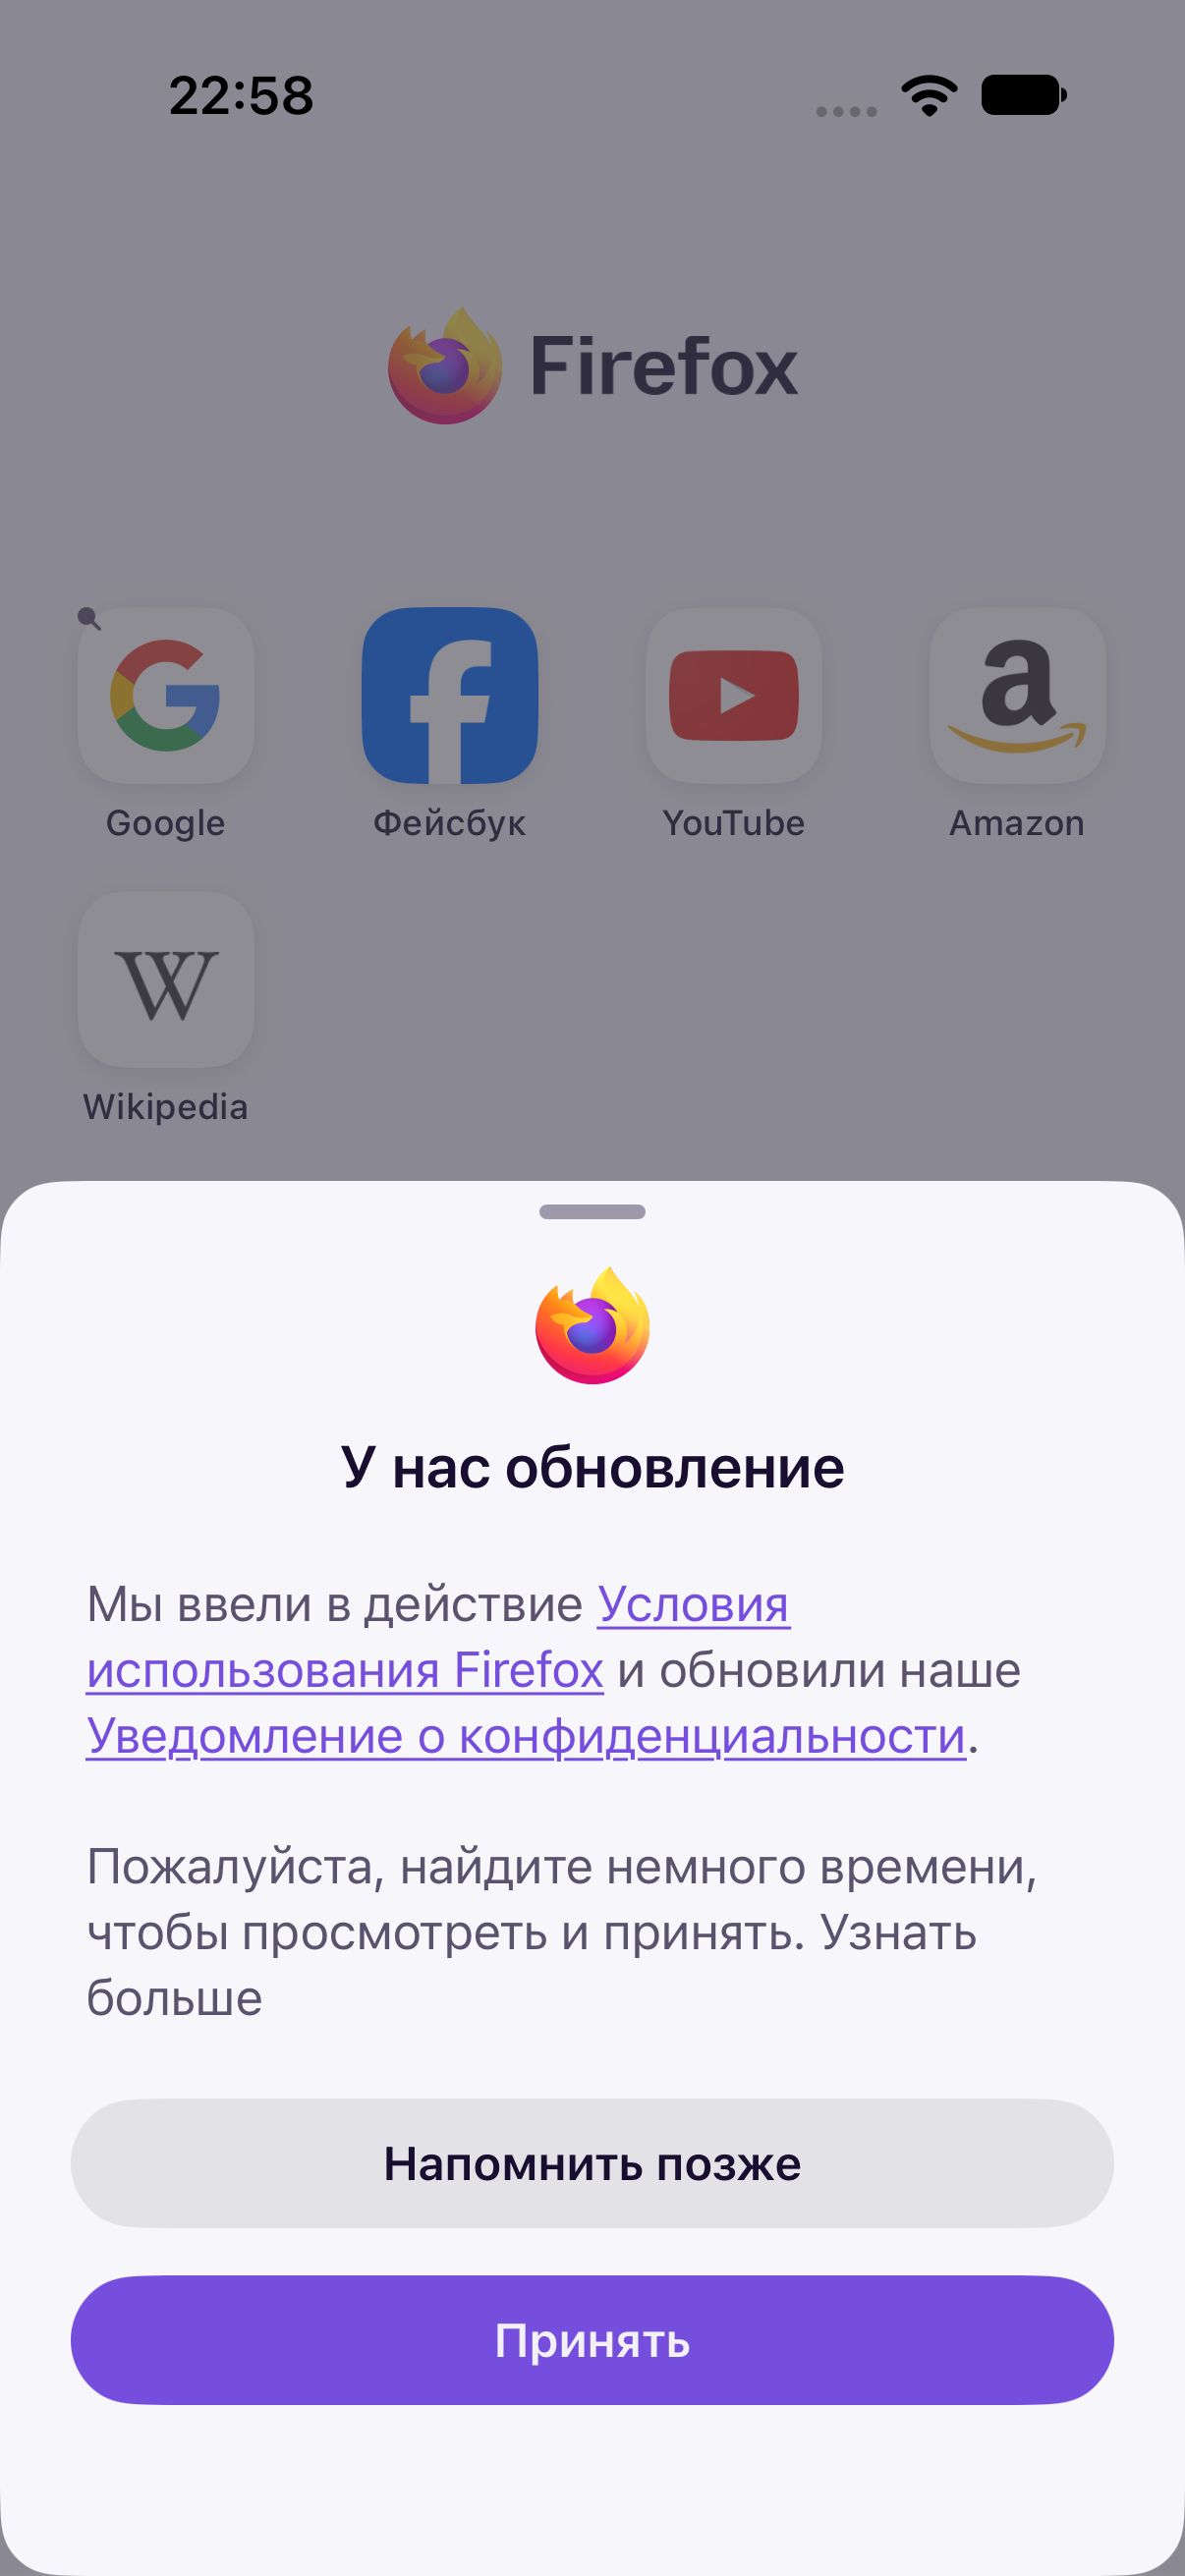 22:58
Firefox
Google
Фейсбук
YouTube
Amazon
Wikipedia
У нас обновление
Мы ввели в действие Условия
использования Firefox и обновили наше
Уведомление о конфиденциальности.
Пожалуйста, найдите немного времени,
чтобы просмотреть и принять. Узнать
больше
Напомнить позже
Принять